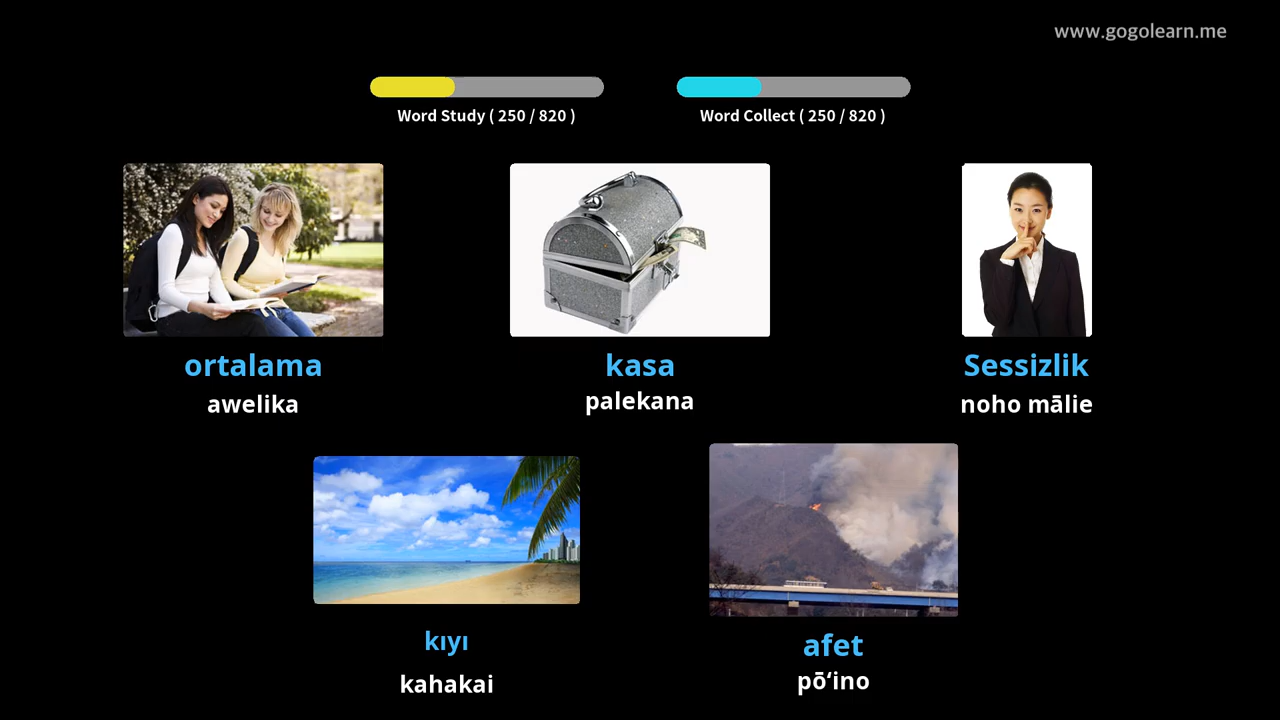 www.gogolearn.me
Word Study ( 250 / 820 )
Word Collect ( 250 / 820 )
ortalama
awelika
kasa
palekana
Sessizlik
noho mālie
kıyı
kahakai
afet
pōʻino